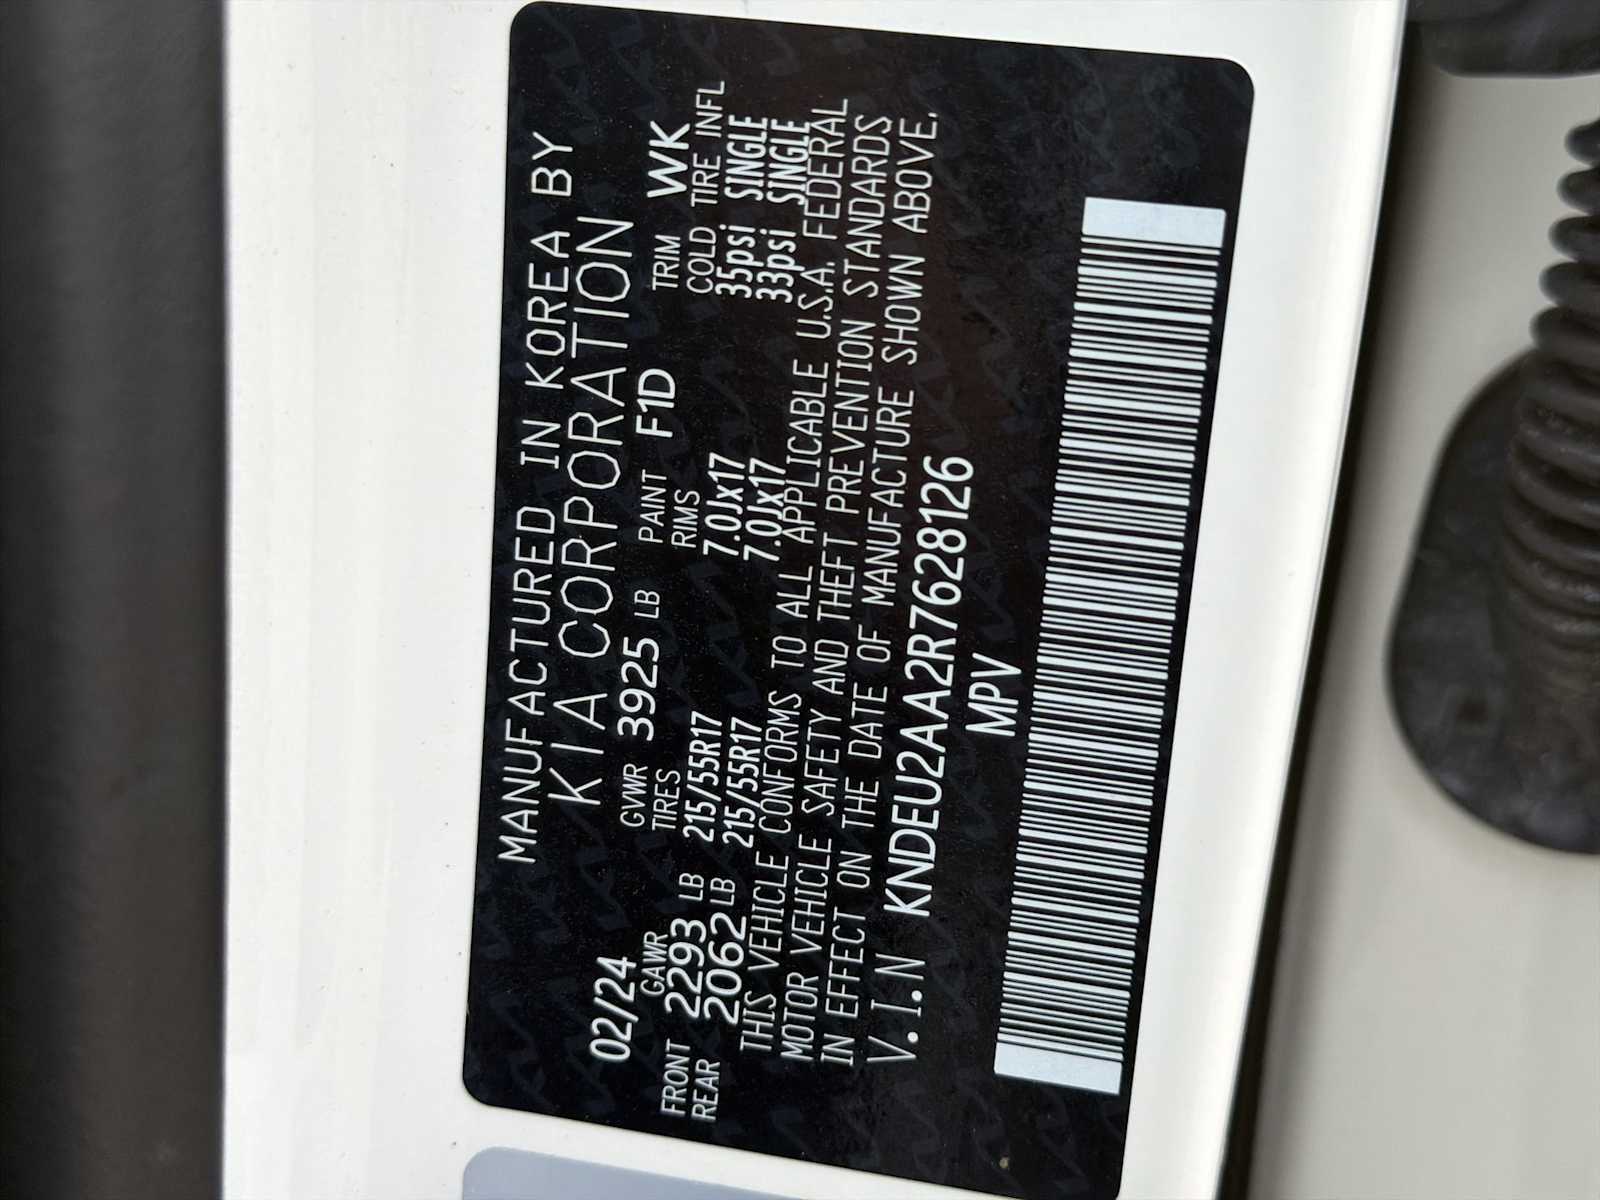 MANUFACTURED IN KOREA BY
KIA CORPORATION
02/24 GVWR 3925 LB PAINT F1D TRIM WK
GAWR TIRES RIMS COLD TIRE INFL
FRONT 2293 LB 215/55R17 7.0Jx17 35psi SINGLE
REAR 2062 LB 215/55R17 7.0Jx17 33psi SINGLE
THIS VEHICLE CONFORMS TO ALL APPLICABLE U.S.A. FEDERAL
MOTOR VEHICLE SAFETY AND THEFT PREVENTION STANDARDS
IN EFFECT ON THE DATE OF MANUFACTURE SHOWN ABOVE.
V.I.N KNDEU2AA2R7628126
MPV